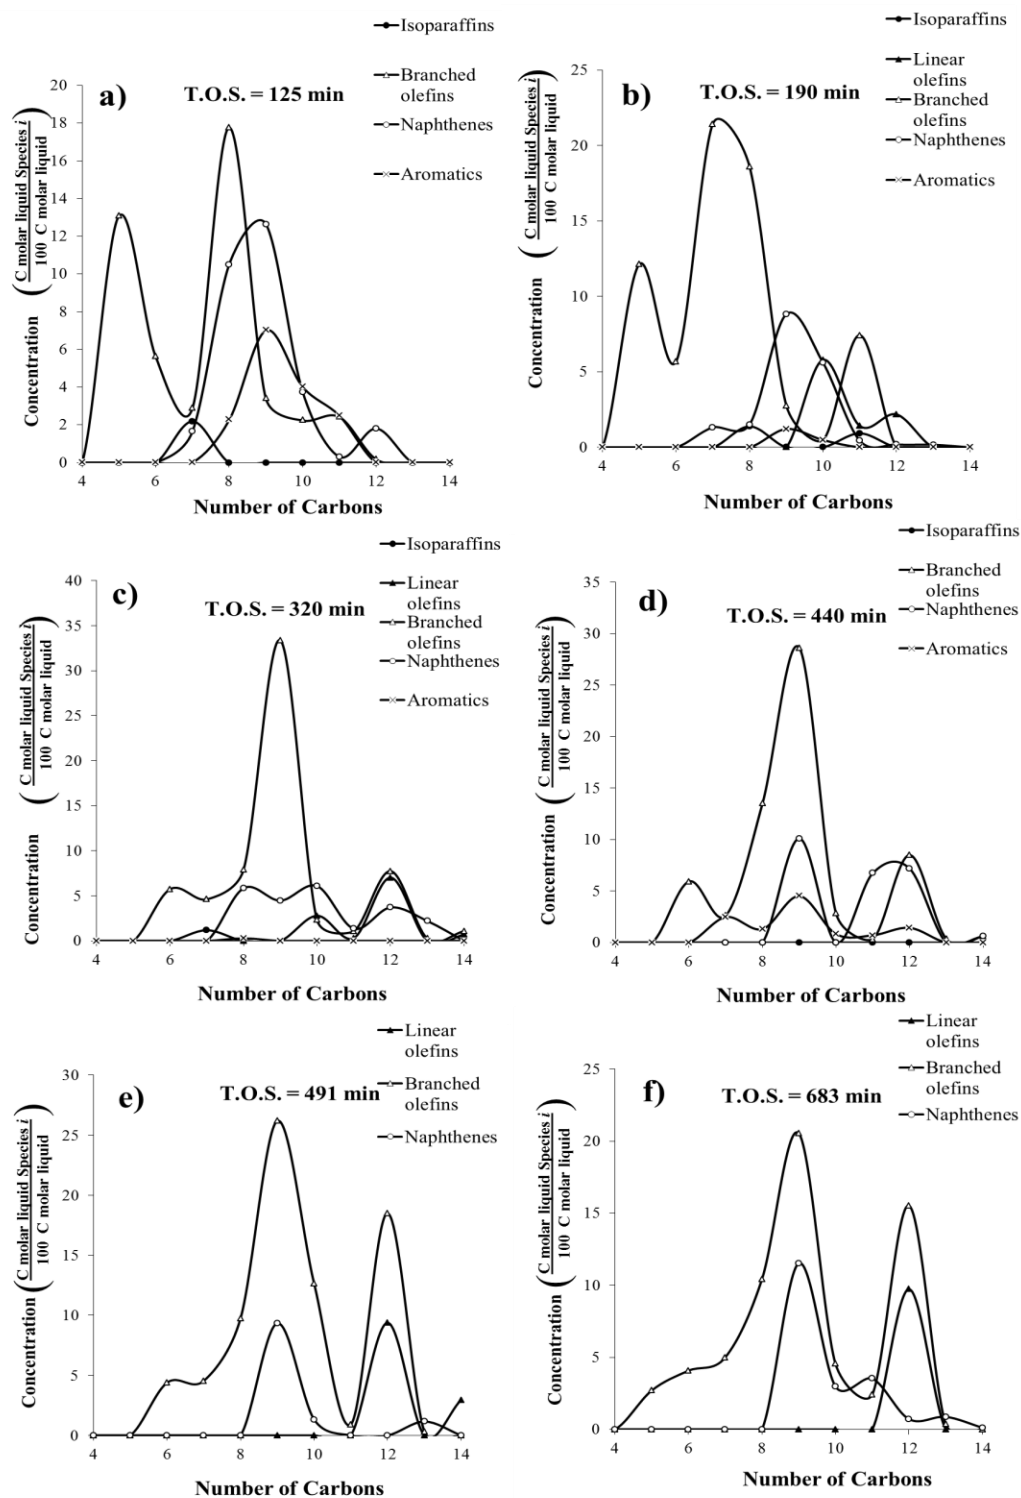 Isoparaffins
Branched
olefins
Naphthenes
Aromatics
a)
T.O.S. = 125 min
Concentration
(C molar liquid Species i
100 C molar liquid)
20
18
16
14
12
10
8
6
4
2
0
4 6 8 10 12 14
Number of Carbons
Isoparaffins
Linear
olefins
Branched
olefins
Naphthenes
Aromatics
b)
T.O.S. = 190 min
Concentration
(C molar liquid Species i
100 C molar liquid)
25
20
15
10
5
0
4 6 8 10 12 14
Number of Carbons
Isoparaffins
Linear
olefins
Branched
olefins
Naphthenes
Aromatics
c)
T.O.S. = 320 min
Concentration
(C molar liquid Species i
100 C molar liquid)
40
35
30
25
20
15
10
5
0
4 6 8 10 12 14
Number of Carbons
Isoparaffins
Branched
olefins
Naphthenes
Aromatics
d)
T.O.S. = 440 min
Concentration
(C molar liquid Species i
100 C molar liquid)
35
30
25
20
15
10
5
0
4 6 8 10 12 14
Number of Carbons
Linear
olefins
Branched
olefins
Naphthenes
e)
T.O.S. = 491 min
Concentration
(C molar liquid Species i
100 C molar liquid)
30
25
20
15
10
5
0
4 6 8 10 12 14
Number of Carbons
Linear
olefins
Branched
olefins
Naphthenes
f)
T.O.S. = 683 min
Concentration
(C molar liquid Species i
100 C molar liquid)
25
20
15
10
5
0
4 6 8 10 12 14
Number of Carbons